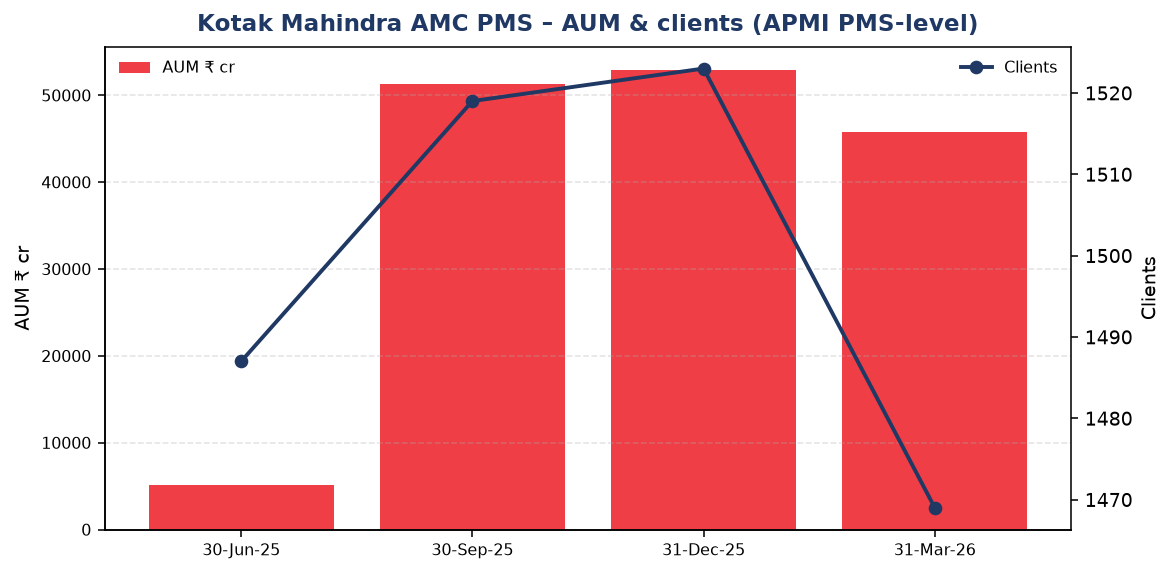 Kotak Mahindra AMC PMS – AUM & clients (APMI PMS-level)
AUM ₹ cr
Clients
AUM ₹ cr
50000
40000
30000
20000
10000
0
1520
1510
1500
1490
1480
1470
Clients
30-Jun-25
30-Sep-25
31-Dec-25
31-Mar-26